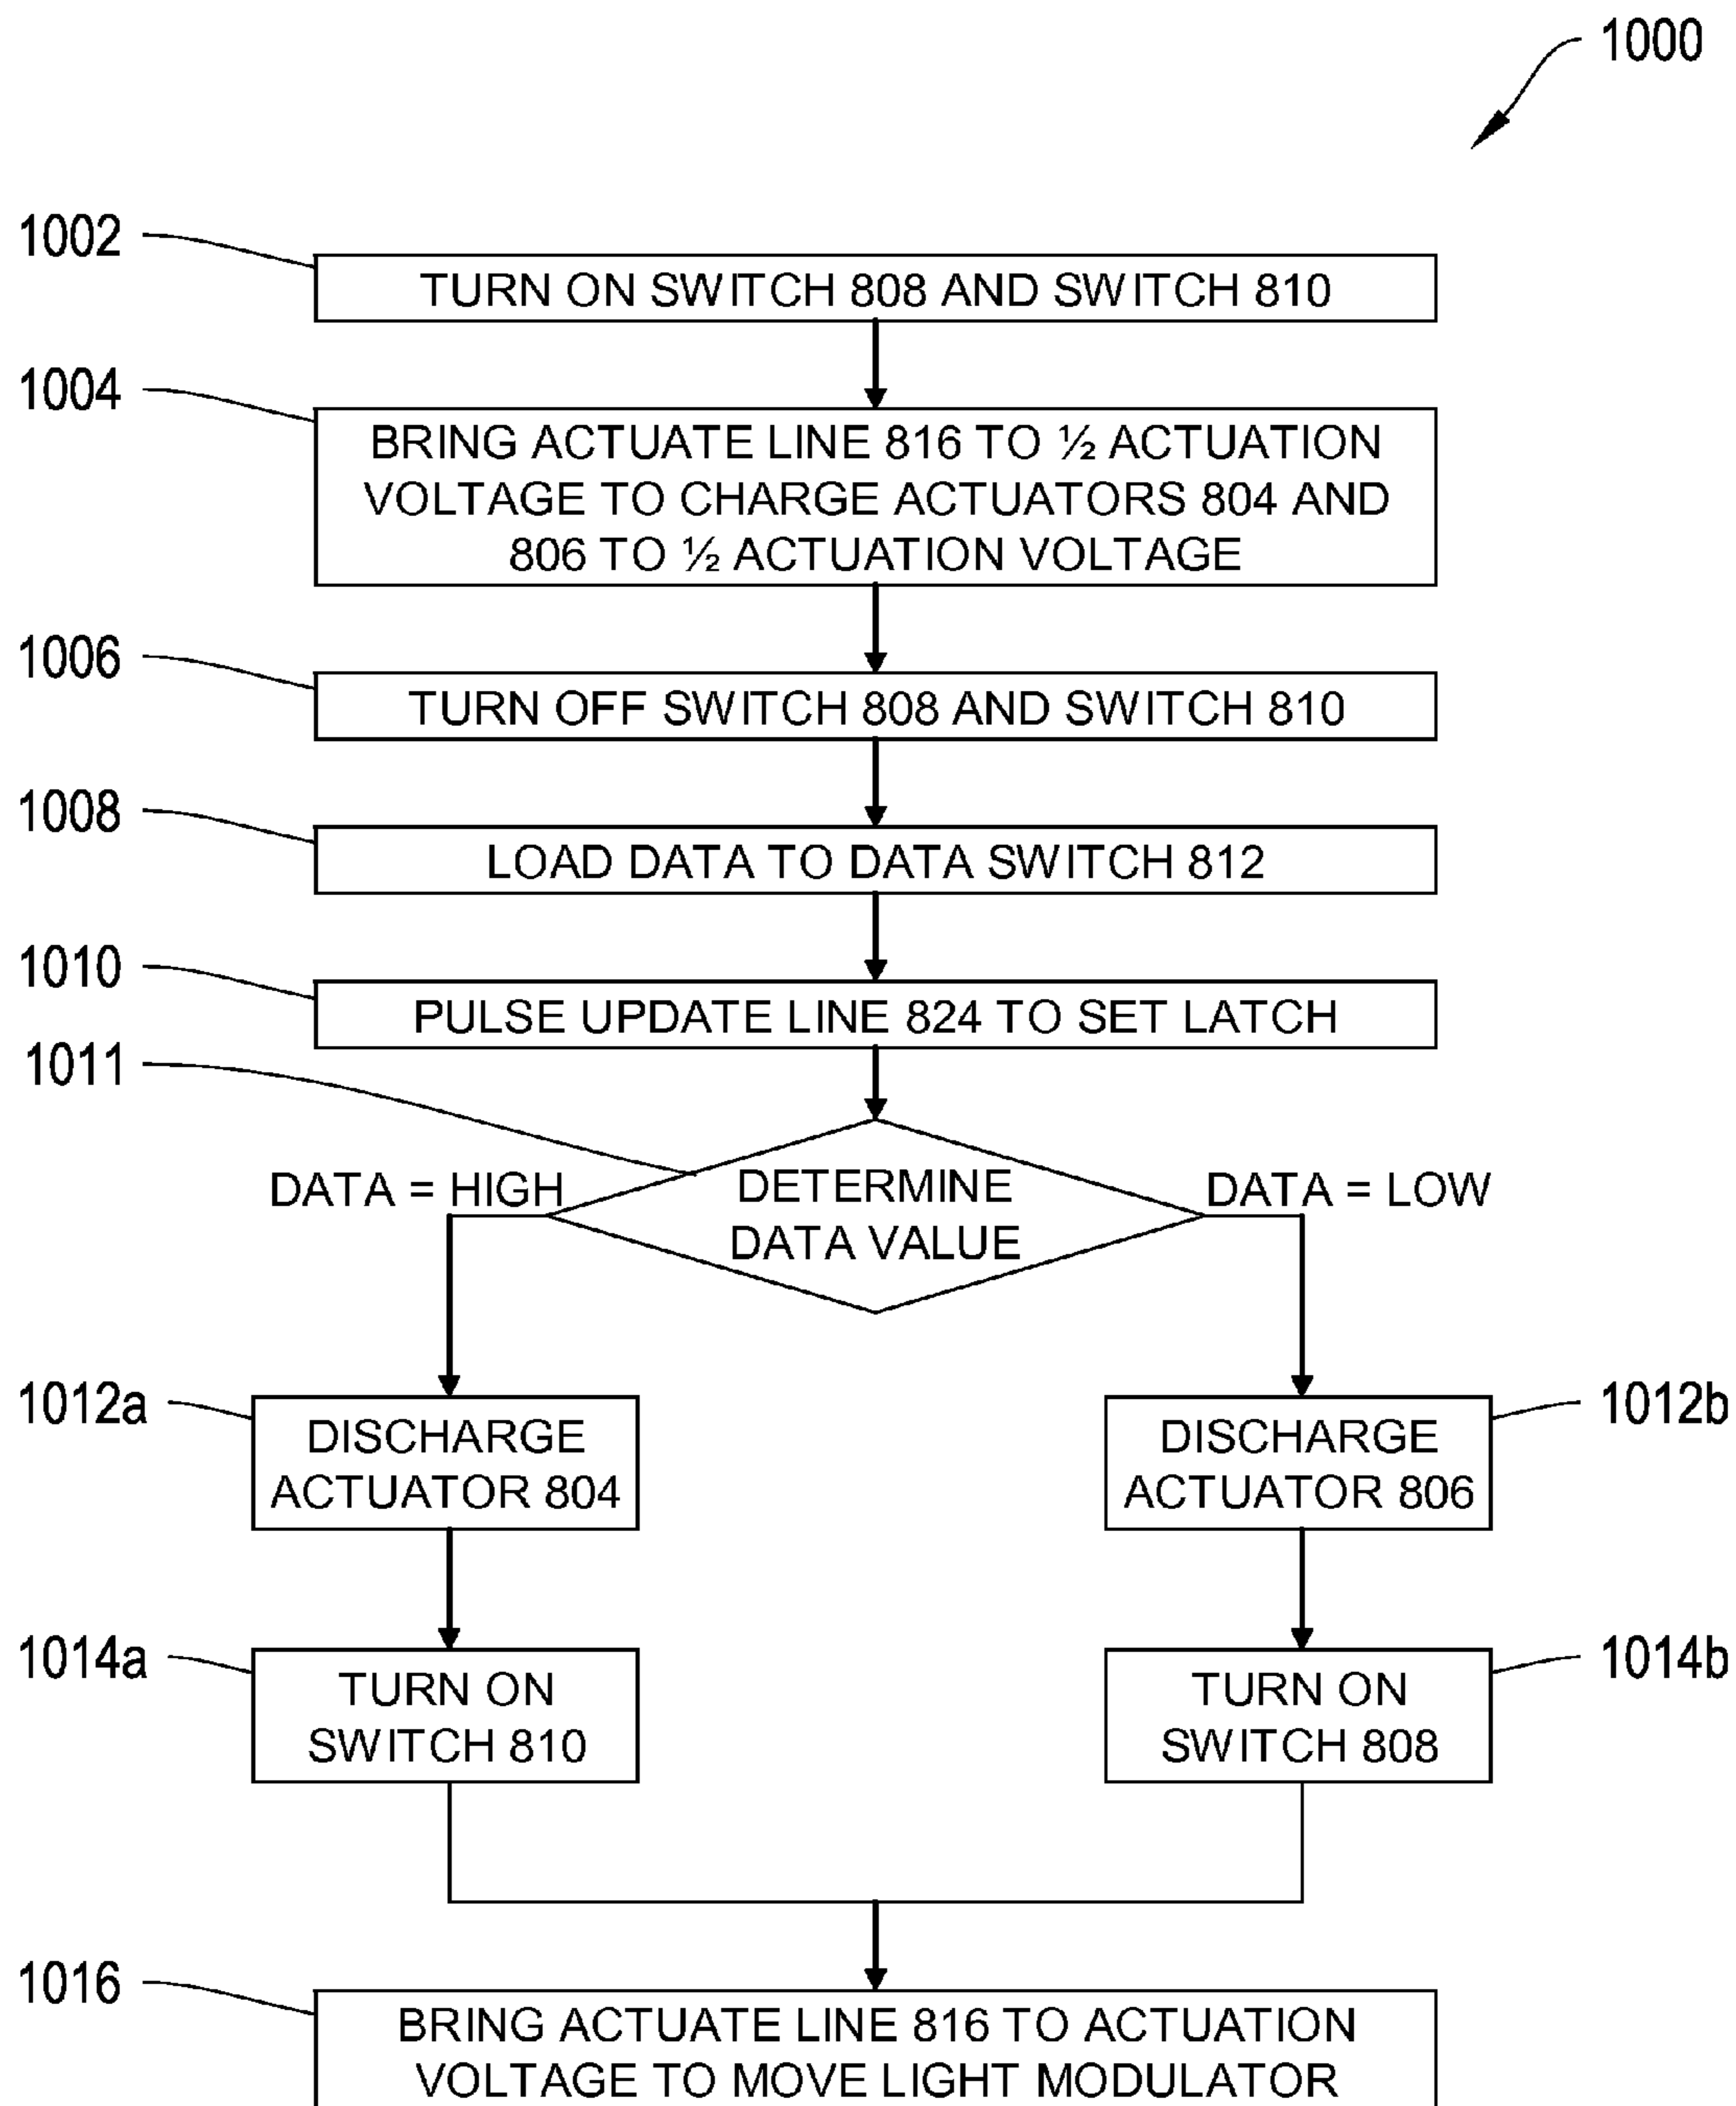 1000
1002
TURN ON SWITCH 808 AND SWITCH 810
1004
BRING ACTUATE LINE 816 TO ½ ACTUATION
VOLTAGE TO CHARGE ACTUATORS 804 AND
806 TO ½ ACTUATION VOLTAGE
1006
TURN OFF SWITCH 808 AND SWITCH 810
1008
LOAD DATA TO DATA SWITCH 812
1010
PULSE UPDATE LINE 824 TO SET LATCH
1011
DETERMINE
DATA VALUE
DATA = HIGH
DATA = LOW
1012a
DISCHARGE
ACTUATOR 804
1012b
DISCHARGE
ACTUATOR 806
1014a
TURN ON
SWITCH 810
1014b
TURN ON
SWITCH 808
1016
BRING ACTUATE LINE 816 TO ACTUATION
VOLTAGE TO MOVE LIGHT MODULATOR